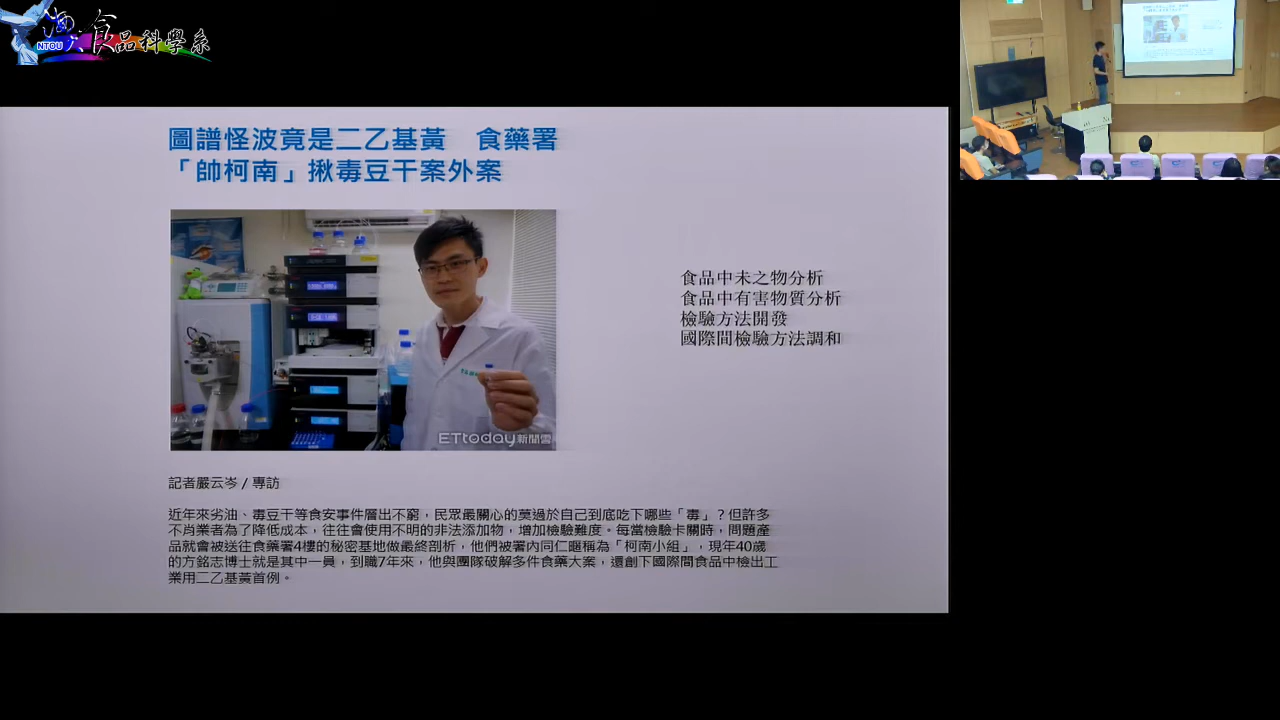 海大食品科學系
NTOU
圖譜怪波竟是二乙基黃 食藥署
「帥柯南」揪毒豆干案外案
ETtoday新聞雲
食品中未之物分析
食品中有害物質分析
檢驗方法開發
國際間檢驗方法調和
記者嚴云岑／專訪
近年來劣油、毒豆干等食安事件層出不窮，民眾最關心的莫過於自己到底吃下哪些「毒」？但許多
不肖業者為了降低成本，往往會使用不明的非法添加物，增加檢驗難度。每當檢驗卡關時，問題產
品就會被送往食藥署4樓的秘密基地做最終剖析，他們被署內同仁暱稱為「柯南小組」，現年40歲
的方銘志博士就是其中一員，到職7年來，他與團隊破解多件食藥大案，還創下國際間食品中檢出工
業用二乙基黃首例。